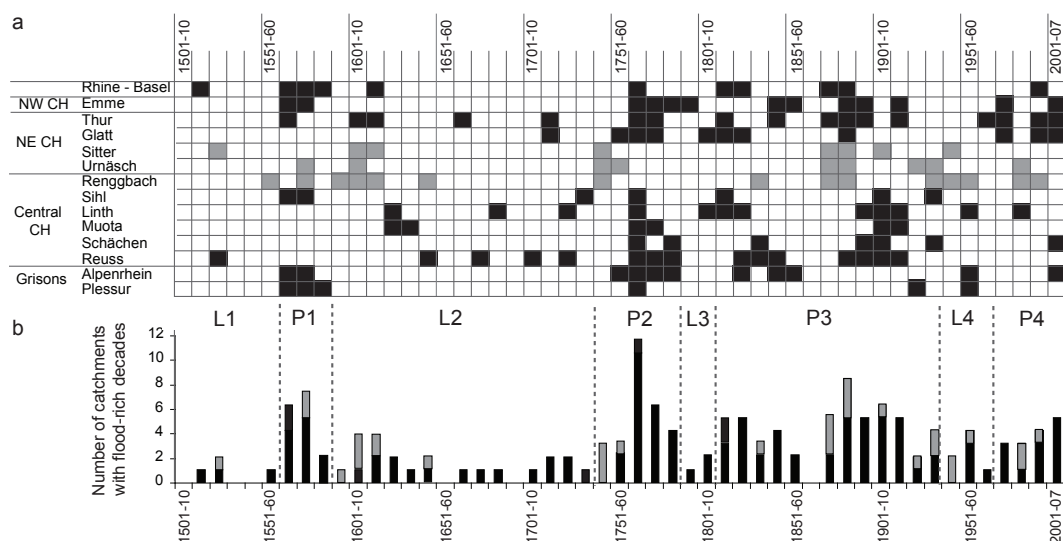 a
1501-10 1551-60 1601-10 1651-60 1701-10 1751-60 1801-10 1851-60 1901-10 1951-60 2001-07
Rhine - Basel
NW CH Emme
Thur
NE CH Glatt
Sitter
Urnäsch
Renggbach
Sihl
Central CH Linth
Muota
Schächen
Reuss
Grisons Alpenrhein
Plessur
b
L1 P1 L2 P2 L3 P3 L4 P4
Number of catchments
with flood-rich decades
12
10
8
6
4
2
0
1501-10 1551-60 1601-10 1651-60 1701-10 1751-60 1801-10 1851-60 1901-10 1951-60 2001-07